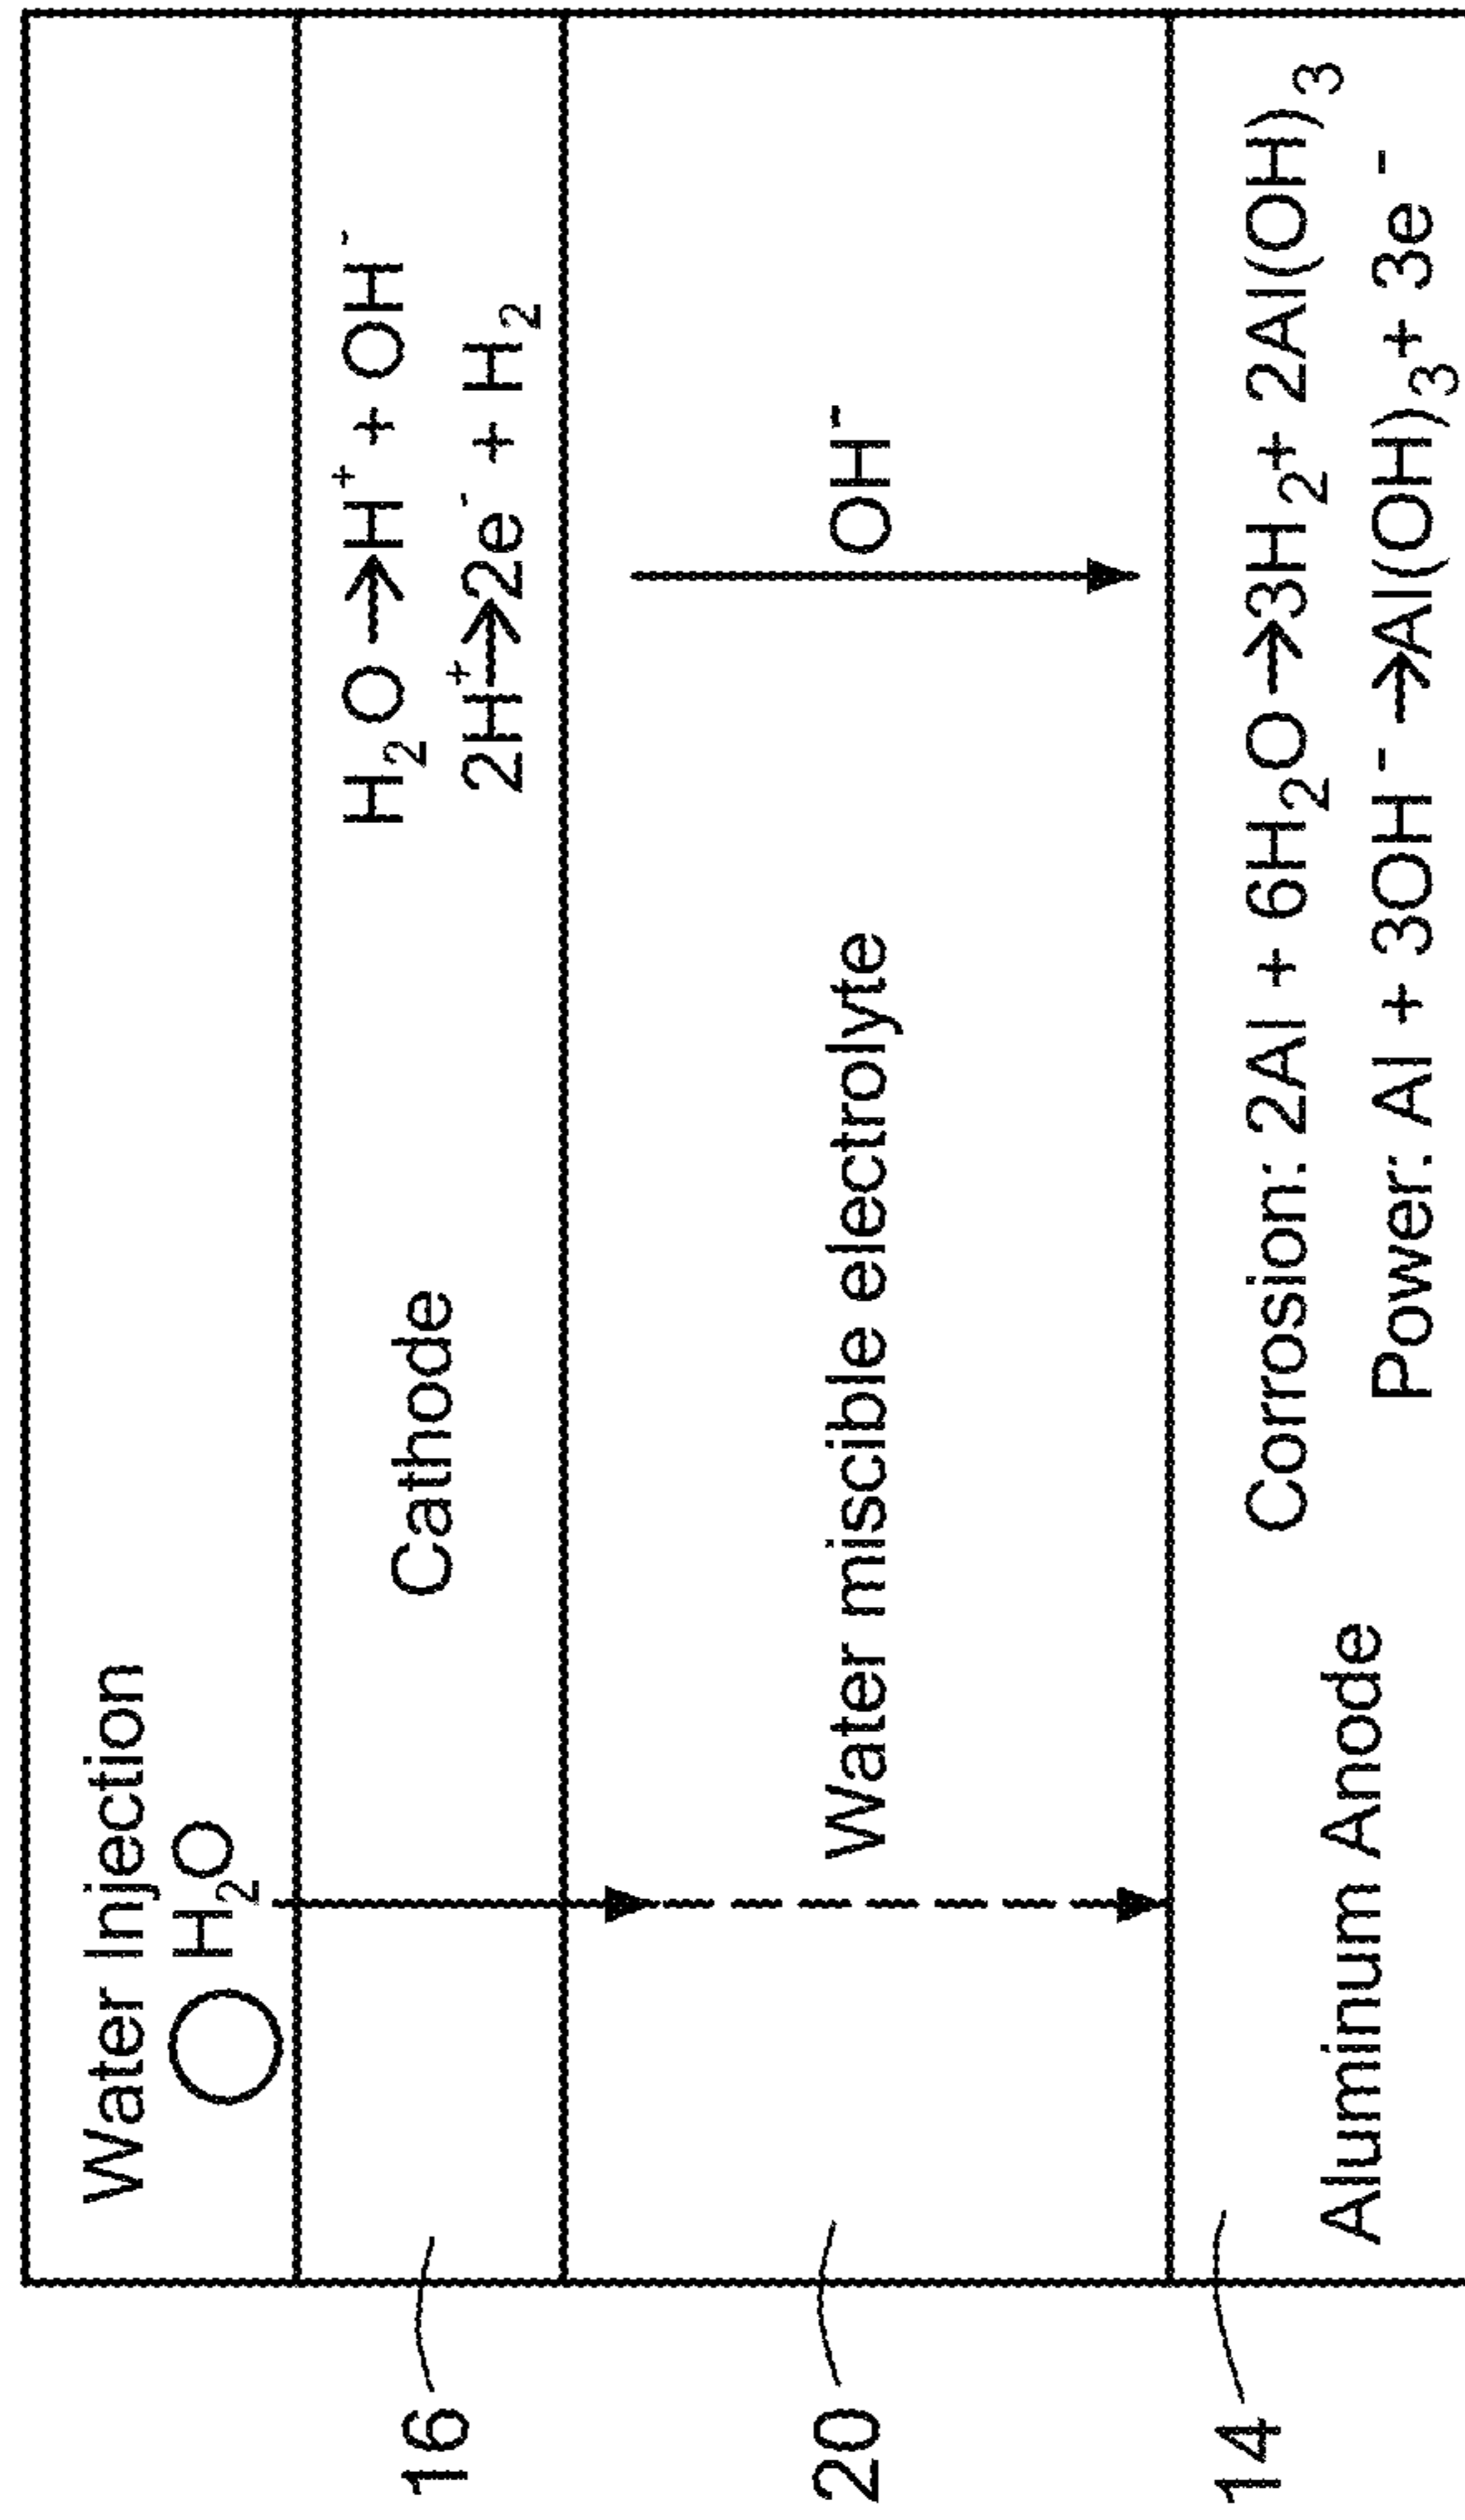 Water Injection
H₂O
16
Cathode
H₂O → H⁺ + OH⁻
2H⁺ → 2e⁻ + H₂
20
Water miscible electrolyte
OH⁻
14
Aluminum Anode
Corrosion: 2Al + 6H₂O → 3H₂ + 2Al(OH)₃
Power: Al + 3OH⁻ → Al(OH)₃ + 3e⁻